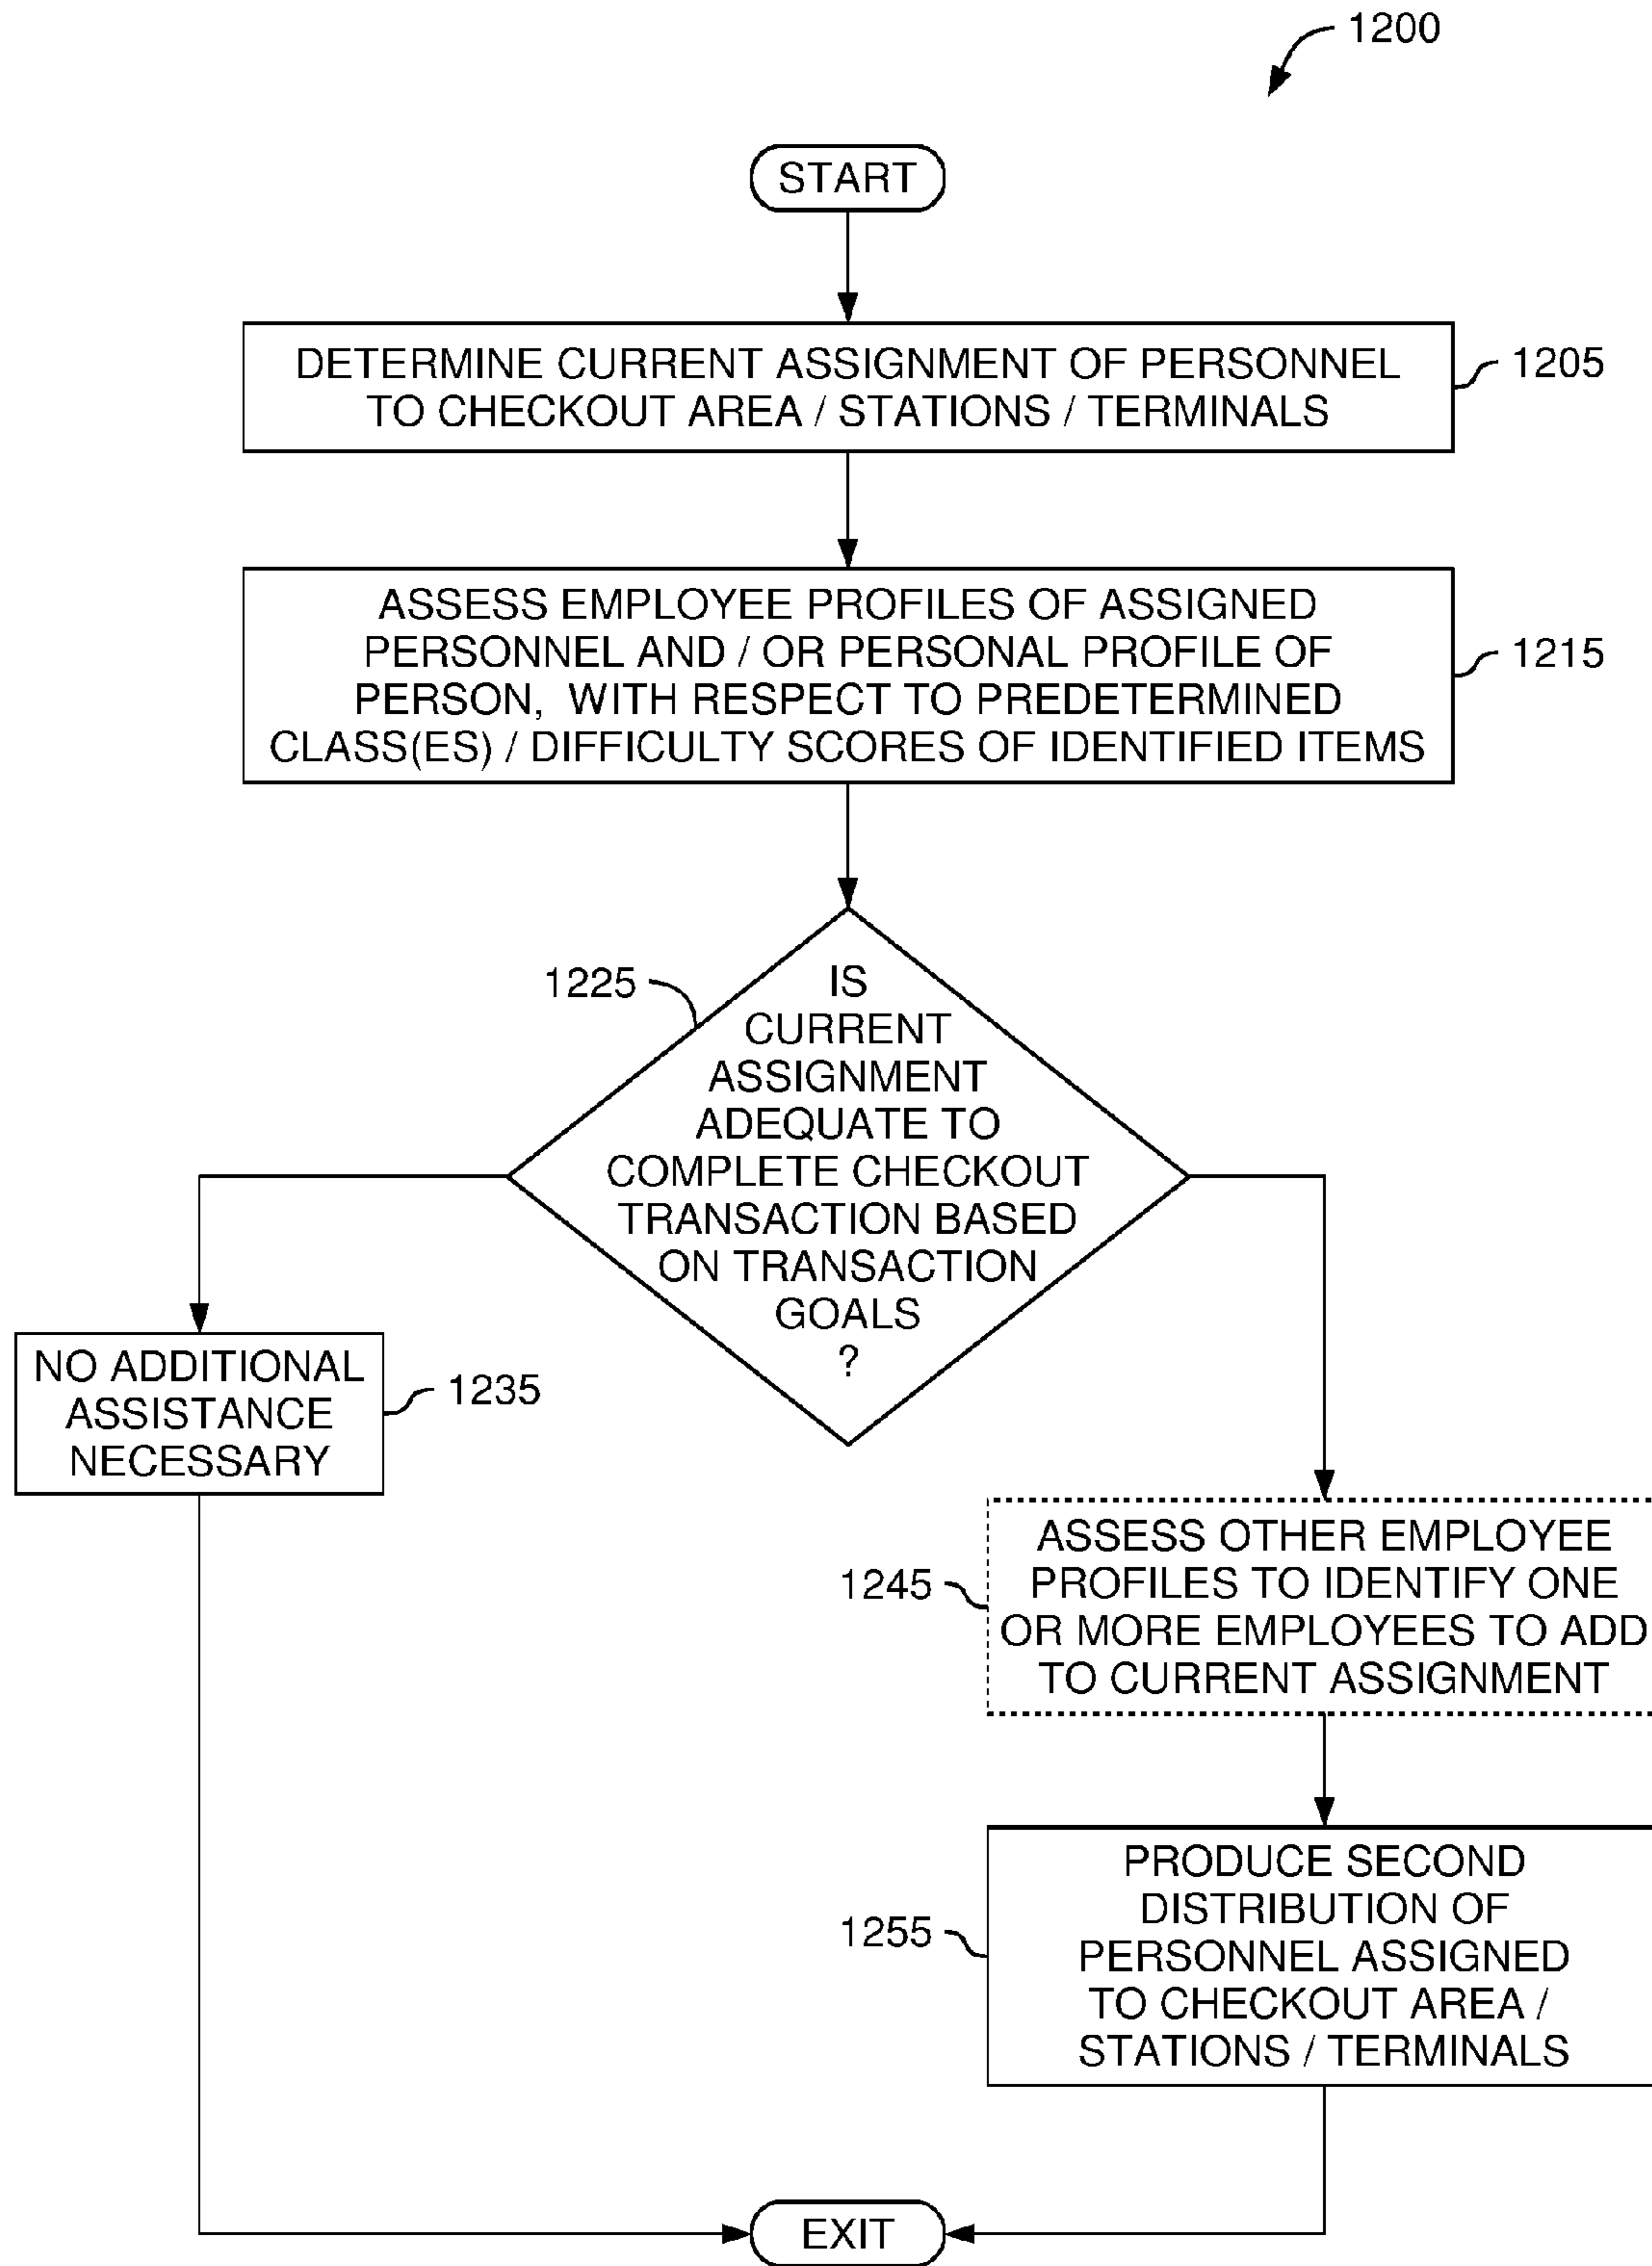 1200
START
DETERMINE CURRENT ASSIGNMENT OF PERSONNEL
TO CHECKOUT AREA / STATIONS / TERMINALS
1205
ASSESS EMPLOYEE PROFILES OF ASSIGNED
PERSONNEL AND / OR PERSONAL PROFILE OF
PERSON, WITH RESPECT TO PREDETERMINED
CLASS(ES) / DIFFICULTY SCORES OF IDENTIFIED ITEMS
1215
1225
IS
CURRENT
ASSIGNMENT
ADEQUATE TO
COMPLETE CHECKOUT
TRANSACTION BASED
ON TRANSACTION
GOALS
?
NO ADDITIONAL
ASSISTANCE
NECESSARY
1235
1245
ASSESS OTHER EMPLOYEE
PROFILES TO IDENTIFY ONE
OR MORE EMPLOYEES TO ADD
TO CURRENT ASSIGNMENT
1255
PRODUCE SECOND
DISTRIBUTION OF
PERSONNEL ASSIGNED
TO CHECKOUT AREA /
STATIONS / TERMINALS
EXIT